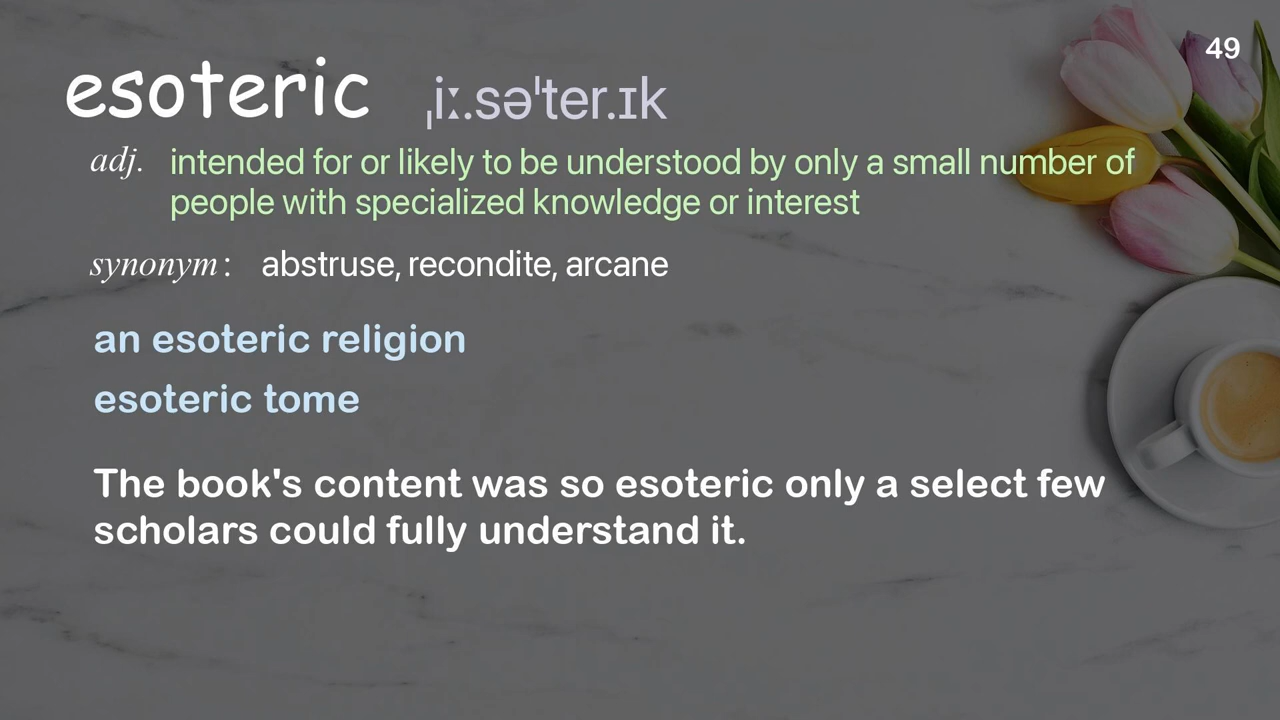 49
esoteric ˌiː.səˈter.ɪk
adj. intended for or likely to be understood by only a small number of
people with specialized knowledge or interest
synonym : abstruse, recondite, arcane
an esoteric religion
esoteric tome
The book's content was so esoteric only a select few
scholars could fully understand it.